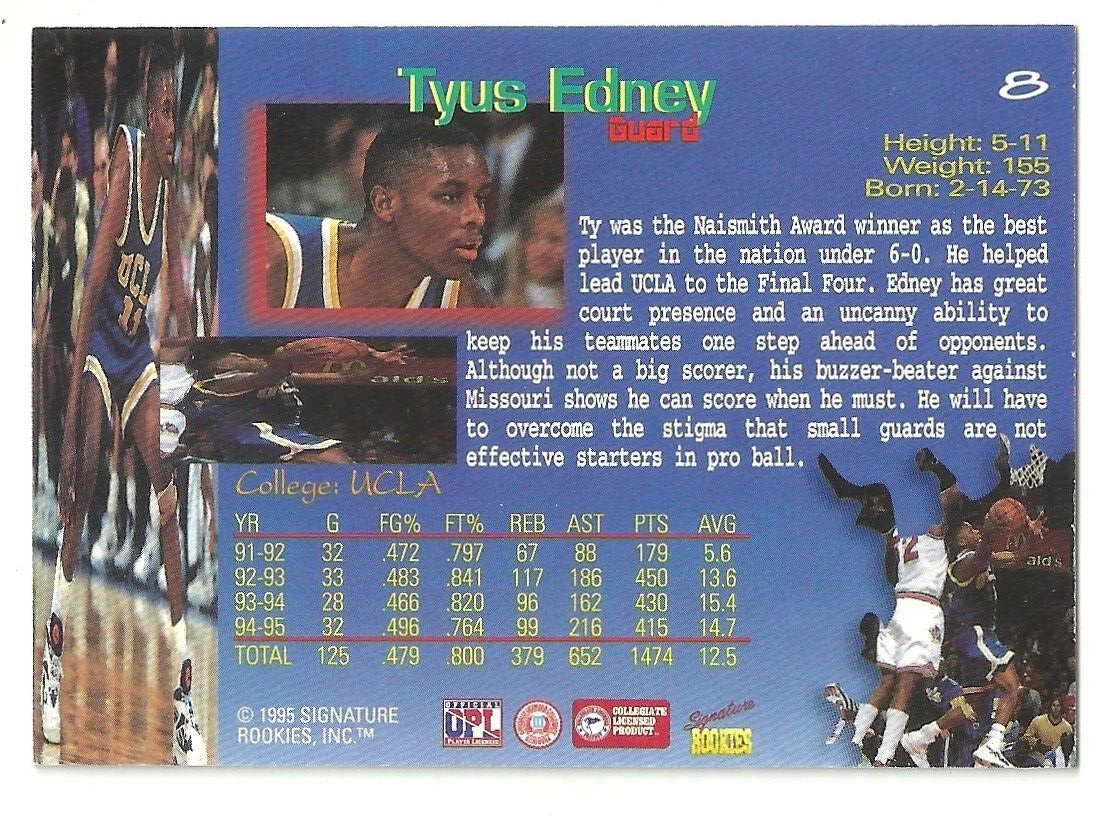 Tyus Edney
Guard
8
Height: 5-11
Weight: 155
Born: 2-14-73
Ty was the Naismith Award winner as the best
player in the nation under 6-0. He helped
lead UCLA to the Final Four. Edney has great
court presence and an uncanny ability to
keep his teammates one step ahead of opponents.
Although not a big scorer, his buzzer-beater against
Missouri shows he can score when he must. He will have
to overcome the stigma that small guards are not
effective starters in pro ball.
UCL
11
ald's
College: UCLA
YR G FG% FT% REB AST PTS AVG
91-92 32 .472 .797 67 88 179 5.6
92-93 33 .483 .841 117 186 450 13.6
93-94 28 .466 .820 96 162 430 15.4
94-95 32 .496 .764 99 216 415 14.7
TOTAL 125 .479 .800 379 652 1474 12.5
ald's
© 1995 SIGNATURE
ROOKIES, INC.™
OFFICIAL
UPL
PLAYER LICENSED
COLLEGIATE
LICENSED
PRODUCT
Signature
ROOKIES